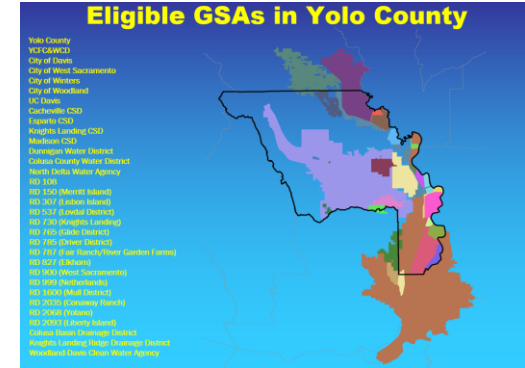 Eligible GSAs in Yolo County
Yolo County
YCFC&WCD
City of Davis
City of West Sacramento
City of Winters
City of Woodland
UC Davis
Cacheville CSD
Esparto CSD
Knights Landing CSD
Madison CSD
Dunnigan Water District
Colusa County Water District
North Delta Water Agency
RD 108
RD 150 (Merritt Island)
RD 307 (Lisbon Island)
RD 537 (Lovdal District)
RD 730 (Knights Landing)
RD 765 (Glide District)
RD 785 (Driver District)
RD 787 (Fair Ranch/River Garden Farms)
RD 827 (Elkhorn)
RD 900 (West Sacramento)
RD 999 (Netherlands)
RD 1600 (Mull District)
RD 2035 (Conaway Ranch)
RD 2068 (Yolano)
RD 2093 (Liberty Island)
Colusa Basin Drainage District
Knights Landing Ridge Drainage District
Woodland Davis Clean Water Agency